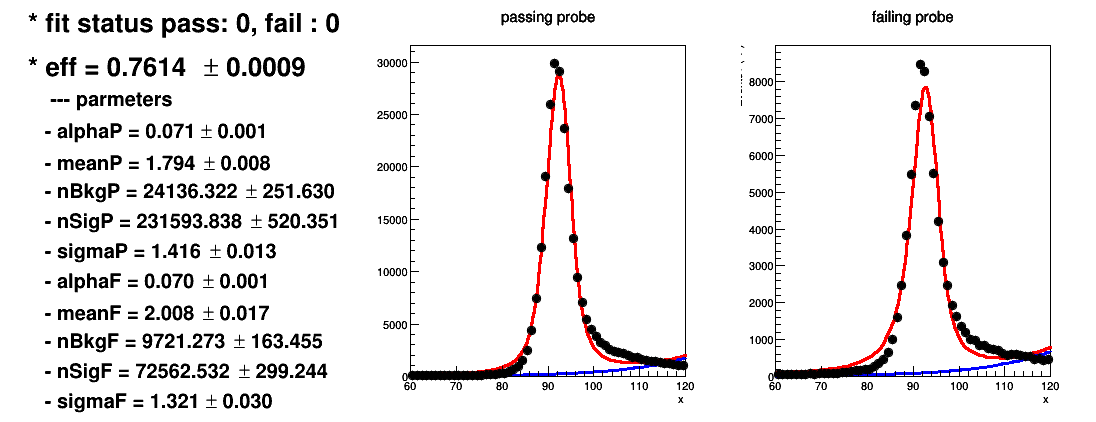 * fit status pass: 0, fail : 0
* eff = 0.7614 ± 0.0009
--- parmeters
- alphaP = 0.071 ± 0.001
- meanP = 1.794 ± 0.008
- nBkgP = 24136.322 ± 251.630
- nSigP = 231593.838 ± 520.351
- sigmaP = 1.416 ± 0.013
- alphaF = 0.070 ± 0.001
- meanF = 2.008 ± 0.017
- nBkgF = 9721.273 ± 163.455
- nSigF = 72562.532 ± 299.244
- sigmaF = 1.321 ± 0.030
passing probe
30000
25000
20000
15000
10000
5000
0
60 70 80 90 100 110 120
x
failing probe
8000
7000
6000
5000
4000
3000
2000
1000
0
60 70 80 90 100 110 120
x